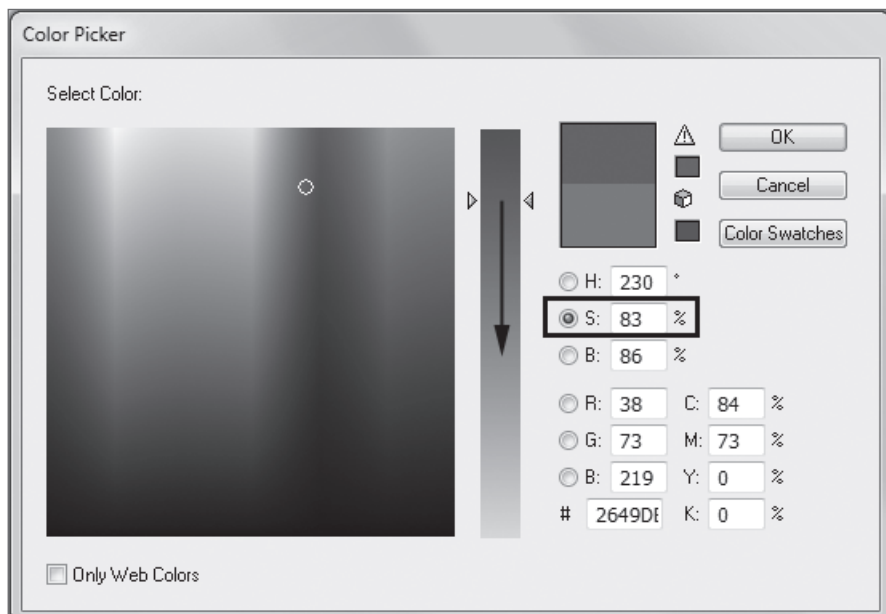 Color Picker
Select Color:
OK
Cancel
Color Swatches
H: 230 °
S: 83 %
B: 86 %
R: 38 C: 84 %
G: 73 M: 73 %
B: 219 Y: 0 %
# 2649DB K: 0 %
Only Web Colors